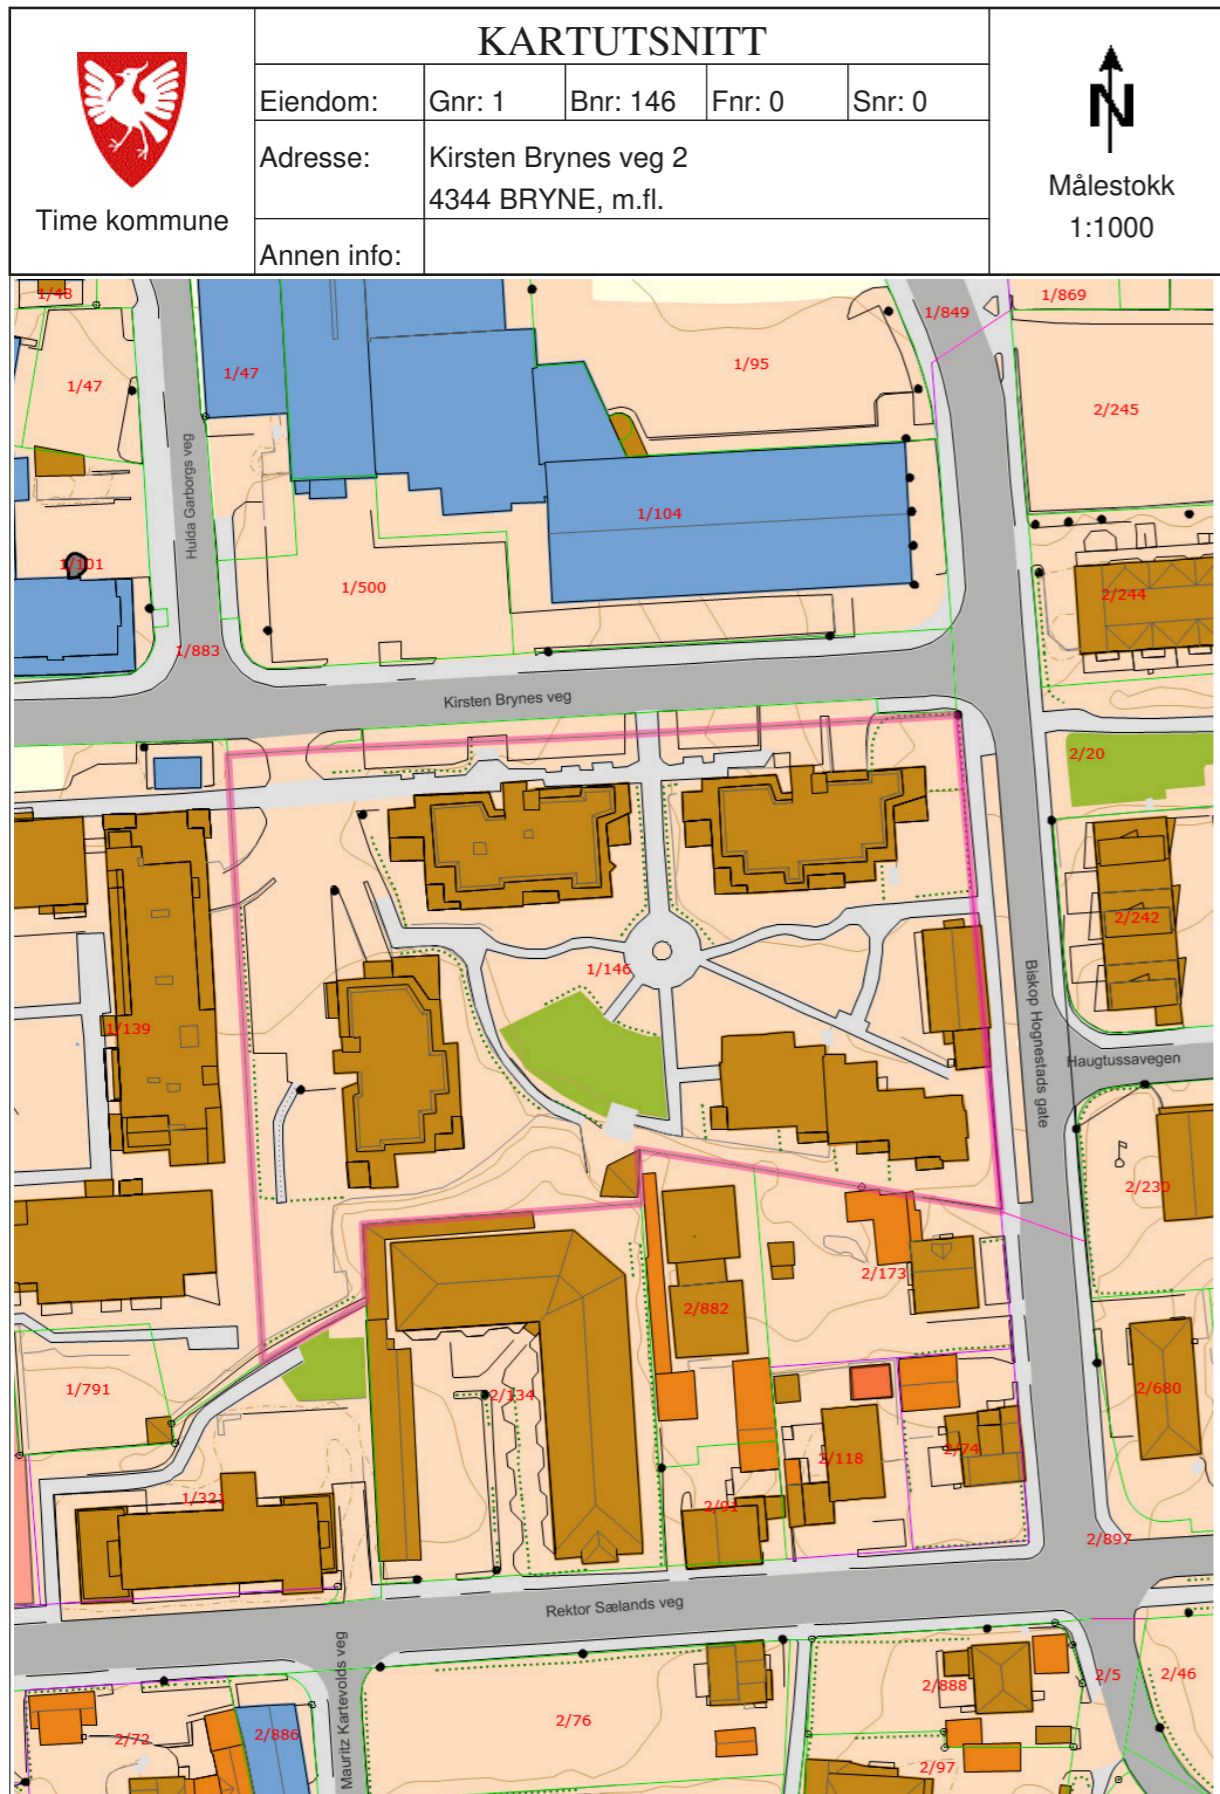 KARTUTSNITT
Eiendom: Gnr: 1 Bnr: 146 Fnr: 0 Snr: 0
Adresse: Kirsten Brynes veg 2
4344 BRYNE, m.fl.
Annen info:
Time kommune
N
Målestokk
1:1000
1/48
1/849
1/869
1/47
1/47
1/95
2/245
Hulda Garborgs veg
1/104
1/101
1/500
2/244
1/883
Kirsten Brynes veg
2/20
2/242
1/146
1/139
Biskop Hognestads gate
Haugtussavegen
2/230
2/173
2/882
1/791
2/134
2/680
2/118
2/74
1/321
2/91
2/897
Rektor Sælands veg
Mauritz Kartevolds veg
2/888
2/5
2/46
2/72
2/886
2/76
2/97